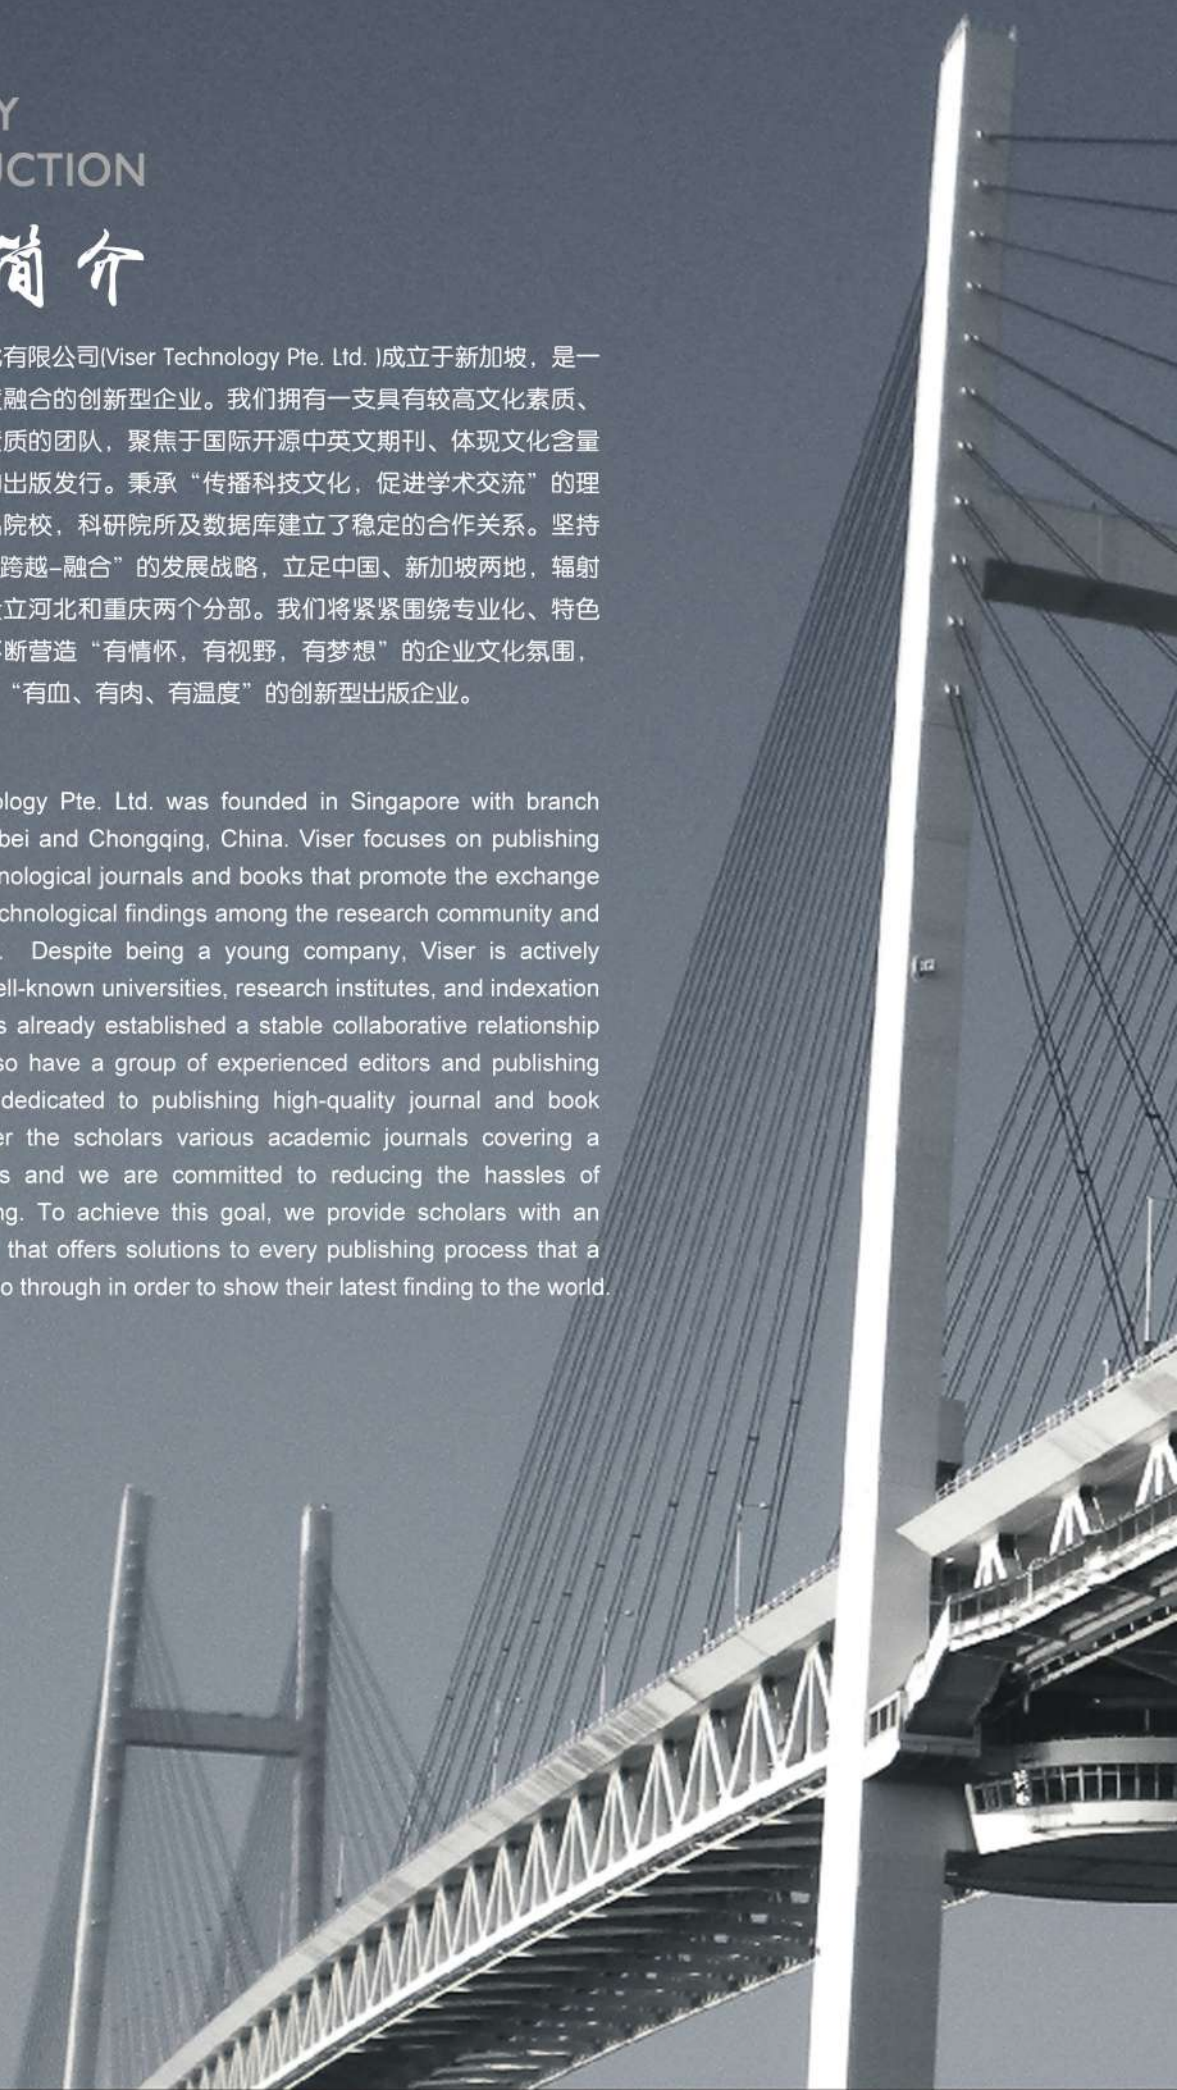 Y
UCTION
简介
有限公司(Viser Technology Pte. Ltd. )成立于新加坡，是一
融合的创新型企业。我们拥有一支具有较高文化素质、
质的团队，聚焦于国际开源中英文期刊、体现文化含量
出版发行。秉承“传播科技文化，促进学术交流”的理
院校，科研院所及数据库建立了稳定的合作关系。坚持
跨越–融合”的发展战略，立足中国、新加坡两地，辐射
立河北和重庆两个分部。我们将紧紧围绕专业化、特色
断营造“有情怀，有视野，有梦想”的企业文化氛围，
“有血、有肉、有温度”的创新型出版企业。
ology Pte. Ltd. was founded in Singapore with branch
bei and Chongqing, China. Viser focuses on publishing
nological journals and books that promote the exchange
chnological findings among the research community and
. Despite being a young company, Viser is actively
ell-known universities, research institutes, and indexation
s already established a stable collaborative relationship
so have a group of experienced editors and publishing
dedicated to publishing high-quality journal and book
er the scholars various academic journals covering a
s and we are committed to reducing the hassles of
ng. To achieve this goal, we provide scholars with an
that offers solutions to every publishing process that a
o through in order to show their latest finding to the world.